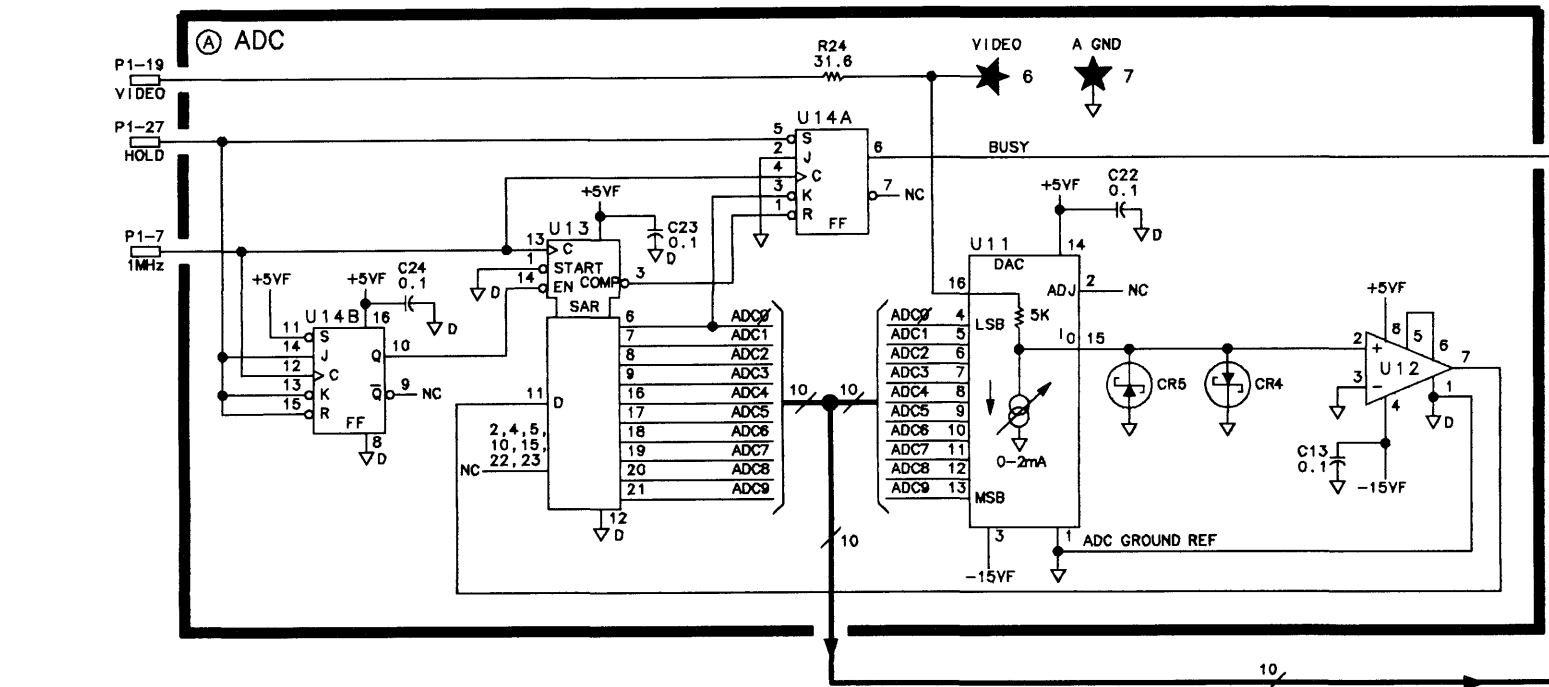 A ADC
P1-19
VIDEO
R24
31.6
VIDEO
6
A GND
7
P1-27
HOLD
U14A
5 S
2 J
4 C
3 K
1 R
FF
6
7 NC
BUSY
P1-7
1MHz
+5VF
U13
13 C
1 START
14 EN COMP 3
SAR
C23
0.1
D
D
+5VF
C22
0.1
D
U11
14
DAC
16
ADJ 2 NC
5K
I O 15
+5VF
+5VF
C24
0.1
D
U14B
16
11 S
14 J
12 C
13 K
15 R
Q 10
Q 9 NC
FF
8
D
11 D
2,4,5,
10,15,
NC 22,23
12
D
6 ADC0
7 ADC1
8 ADC2
9 ADC3
16 ADC4
17 ADC5
18 ADC6
19 ADC7
20 ADC8
21 ADC9
10
10
10
ADC0 4 LSB
ADC1 5
ADC2 6
ADC3 7
ADC4 8
ADC5 9
ADC6 10
ADC7 11
ADC8 12
ADC9 13 MSB
0-2mA
3
-15VF
1
ADC GROUND REF
CR5
CR4
+5VF
8
5
6
2 +
U12
7
3 -
1
4
D
C13
0.1
-15VF
10